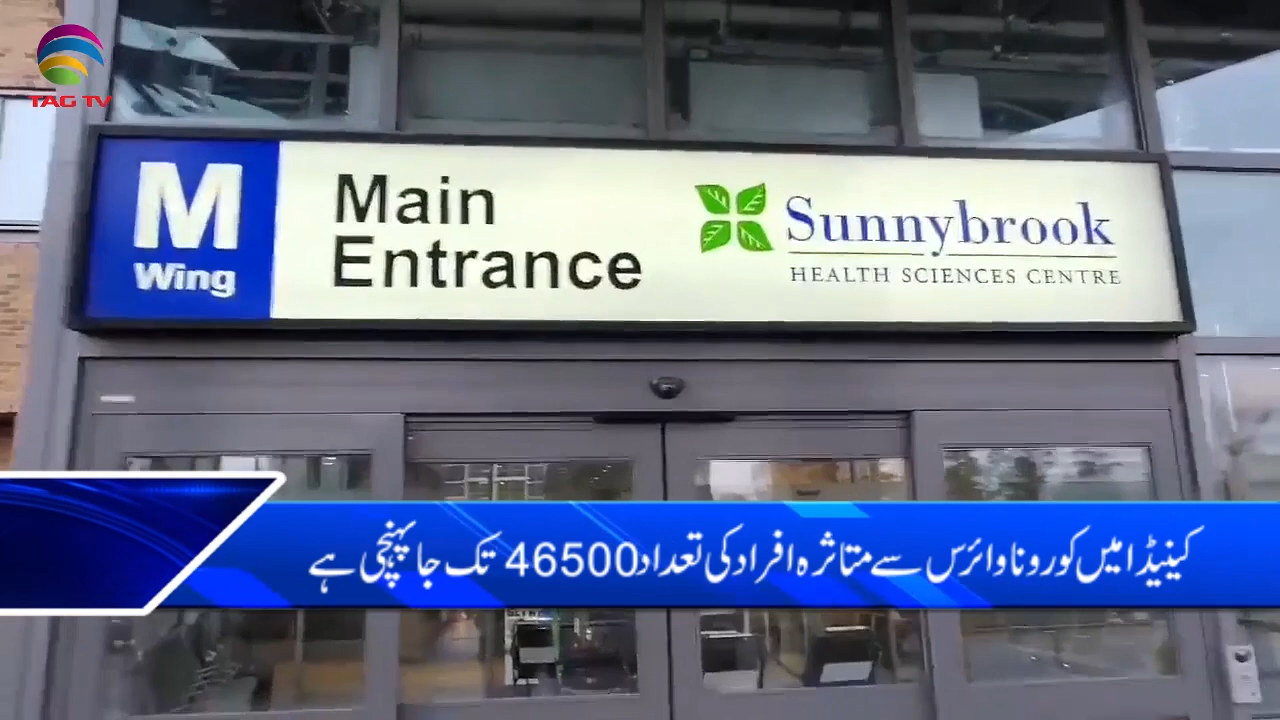 TAG TV
M
Wing
Main
Entrance
Sunnybrook
HEALTH SCIENCES CENTRE
کینیڈا میں کورونا وائرس سے متاثرہ افراد کی تعداد 46500 تک جا پہنچی ہے